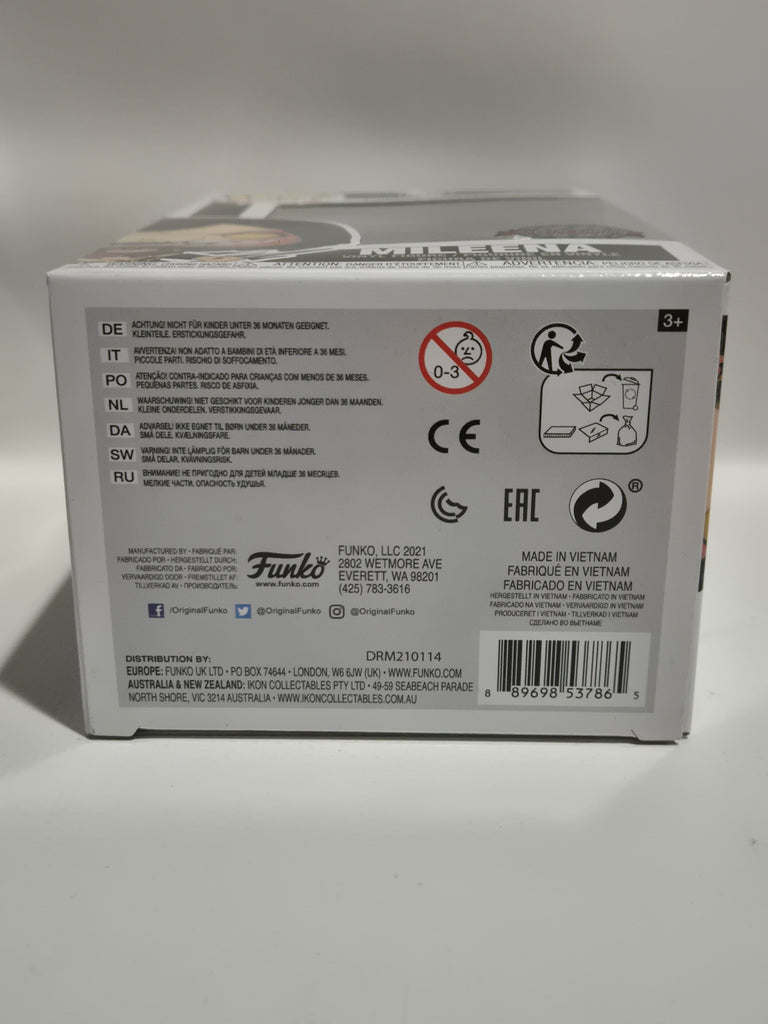 MILEENA
VINYL FIGURE / FIGURINE EN VINYLE
3+
DE ACHTUNG! NICHT FÜR KINDER UNTER 36 MONATEN GEEIGNET.
KLEINTEILE. ERSTICKUNGSGEFAHR.
IT AVVERTENZA! NON ADATTO A BAMBINI DI ETÀ INFERIORE A 36 MESI.
PICCOLE PARTI. RISCHIO DI SOFFOCAMENTO.
PO ATENÇÃO! CONTRA-INDICADO PARA CRIANÇAS COM MENOS DE 36 MESES.
PEQUENAS PARTES. RISCO DE ASFIXIA.
NL WAARSCHUWING! NIET GESCHIKT VOOR KINDEREN JONGER DAN 36 MAANDEN.
KLEINE ONDERDELEN. VERSTIKKINGSGEVAAR.
DA ADVARSEL! IKKE EGNET TIL BØRN UNDER 36 MÅNEDER.
SMÅ DELE. KVÆLNINGSFARE.
SW VARNING! INTE LÄMPLIG FÖR BARN UNDER 36 MÅNADER.
SMÅ DELAR. KVÄVNINGSRISK.
RU ВНИМАНИЕ! НЕ ПРИГОДНО ДЛЯ ДЕТЕЙ МЛАДШЕ 36 МЕСЯЦЕВ.
МЕЛКИЕ ЧАСТИ. ОПАСНОСТЬ УДУШЬЯ.
0-3
CE
EAC
®
MANUFACTURED BY • FABRIQUÉ PAR:
FABRICADO POR • HERGESTELLT DURCH:
FABBRICATO DA • FABRICADO POR:
VERVAARDIGD DOOR • FREMSTILLET AF:
TILLVERKAD AV • ПРОИЗВОДИТЕЛЬ:
Funko
www.funko.com
FUNKO, LLC 2021
2802 WETMORE AVE
EVERETT, WA 98201
(425) 783-3616
/OriginalFunko @OriginalFunko @OriginalFunko
MADE IN VIETNAM
FABRIQUÉ EN VIETNAM
FABRICADO EN VIETNAM
HERGESTELLT IN VIETNAM • FABBRICATO IN VIETNAM
FABRICADO NA VIETNAM • VERVAARDIGD IN VIETNAM
PRODUCERET I VIETNAM • TILLVERKAD I VIETNAM
СДЕЛАНО ВО ВЬЕТНАМЕ
DRM210114
DISTRIBUTION BY:
EUROPE: FUNKO UK LTD • PO BOX 74644 • LONDON, W6 6JW (UK) • WWW.FUNKO.COM
AUSTRALIA & NEW ZEALAND: IKON COLLECTABLES PTY LTD • 49-59 SEABEACH PARADE
NORTH SHORE, VIC 3214 AUSTRALIA • WWW.IKONCOLLECTABLES.COM.AU
8 89698 53786 5